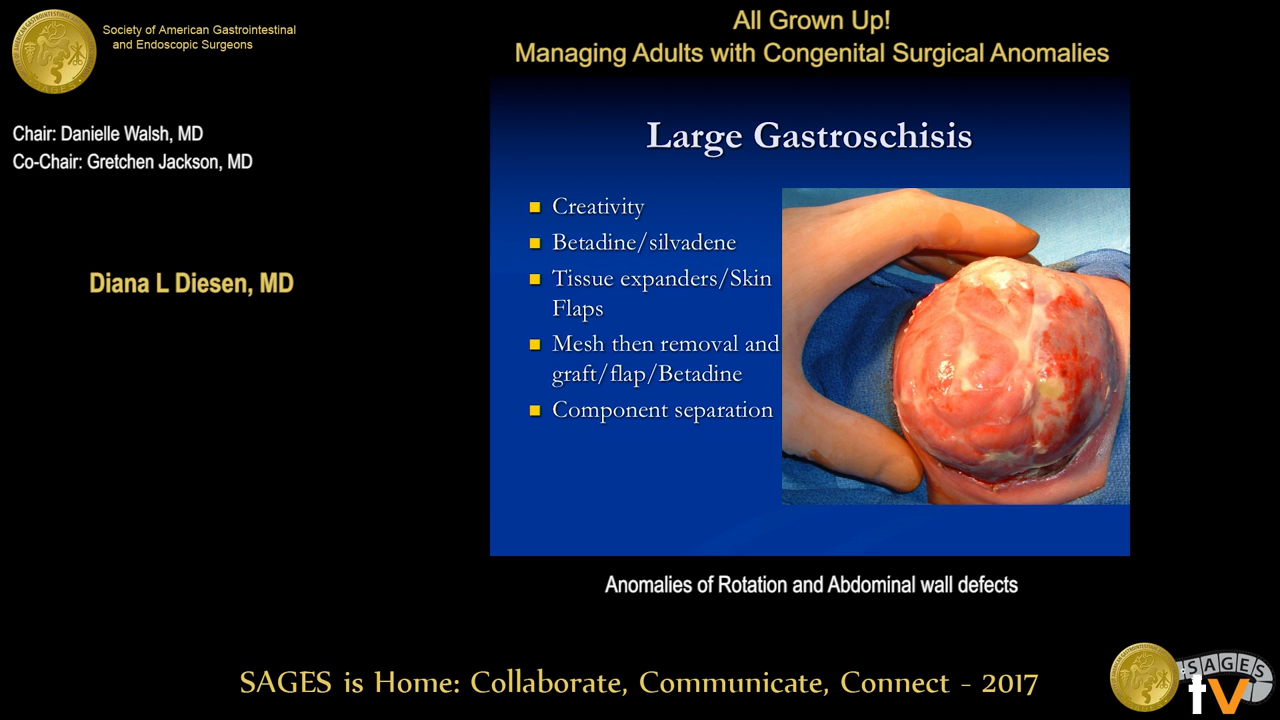 Society of American Gastrointestinal
and Endoscopic Surgeons
All Grown Up!
Managing Adults with Congenital Surgical Anomalies
Chair: Danielle Walsh, MD
Co-Chair: Gretchen Jackson, MD
Diana L Diesen, MD
Large Gastroschisis
Creativity
Betadine/silvadene
Tissue expanders/Skin
Flaps
Mesh then removal and
graft/flap/Betadine
Component separation
Anomalies of Rotation and Abdominal wall defects
SAGES is Home: Collaborate, Communicate, Connect - 2017
SAGES
tv